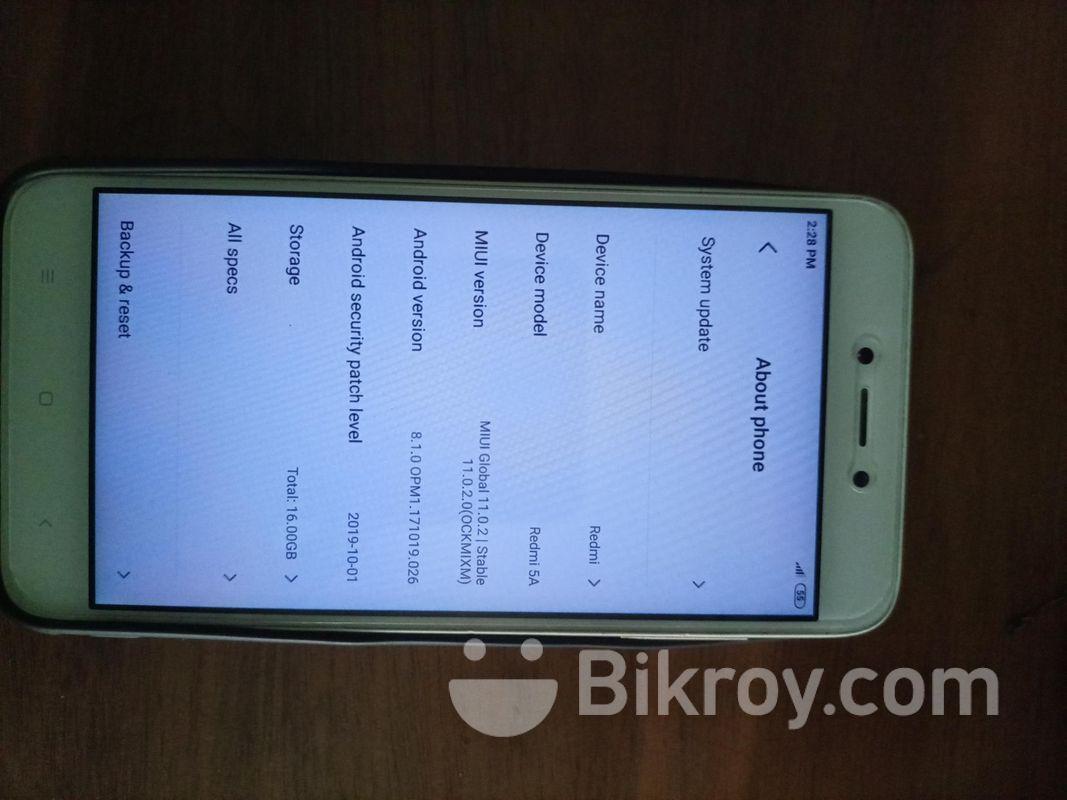 2:28 PM
55
About phone
System update
Device name
Redmi
Device model
Redmi 5A
MIUI version
MIUI Global 11.0.2 | Stable
11.0.2.0(OCKMIXM)
Android version
8.1.0 OPM1.171019.026
Android security patch level
2019-10-01
Storage
Total: 16.00GB
All specs
Backup & reset
Bikroy.com